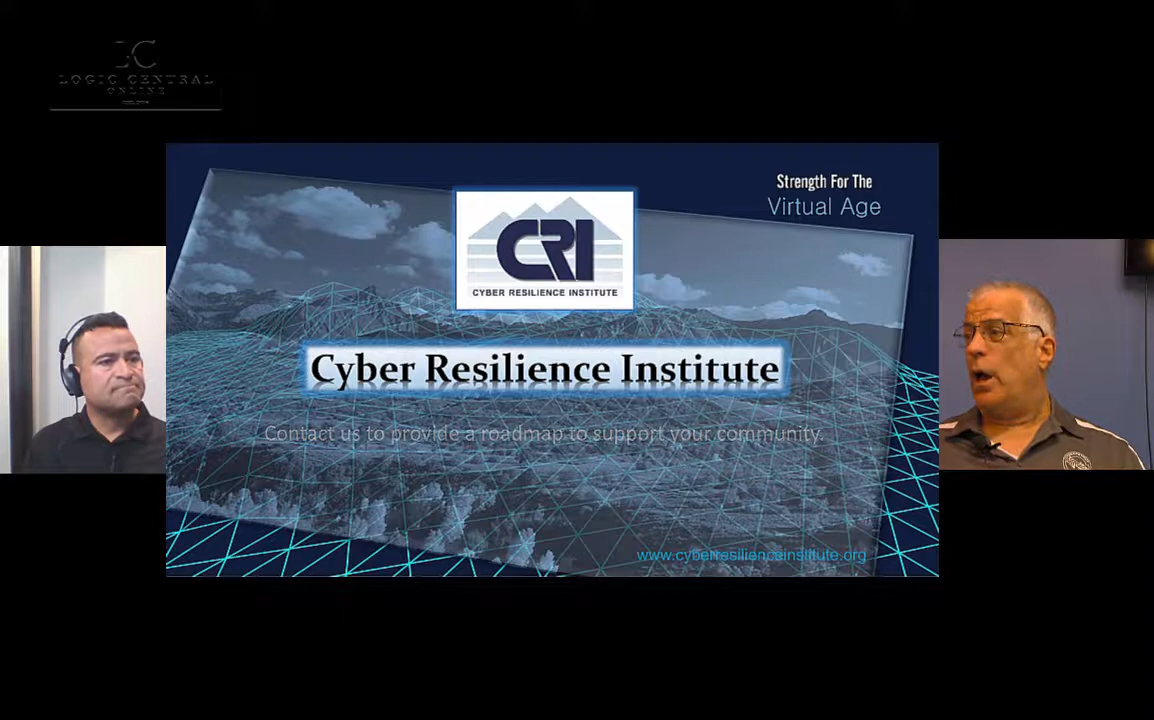 LC
LOGIC CENTRAL
ONLINE
Strength For The
Virtual Age
CRI
CYBER RESILIENCE INSTITUTE
Cyber Resilience Institute
Contact us to provide a roadmap to support your community.
www.cyberresilienceinstitute.org